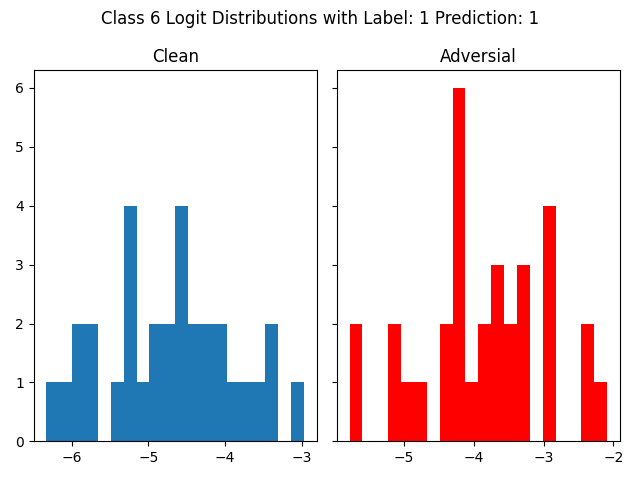 Class 6 Logit Distributions with Label: 1 Prediction: 1
Clean
Adversial
6
5
4
3
2
1
0
−6 −5 −4 −3
−5 −4 −3 −2